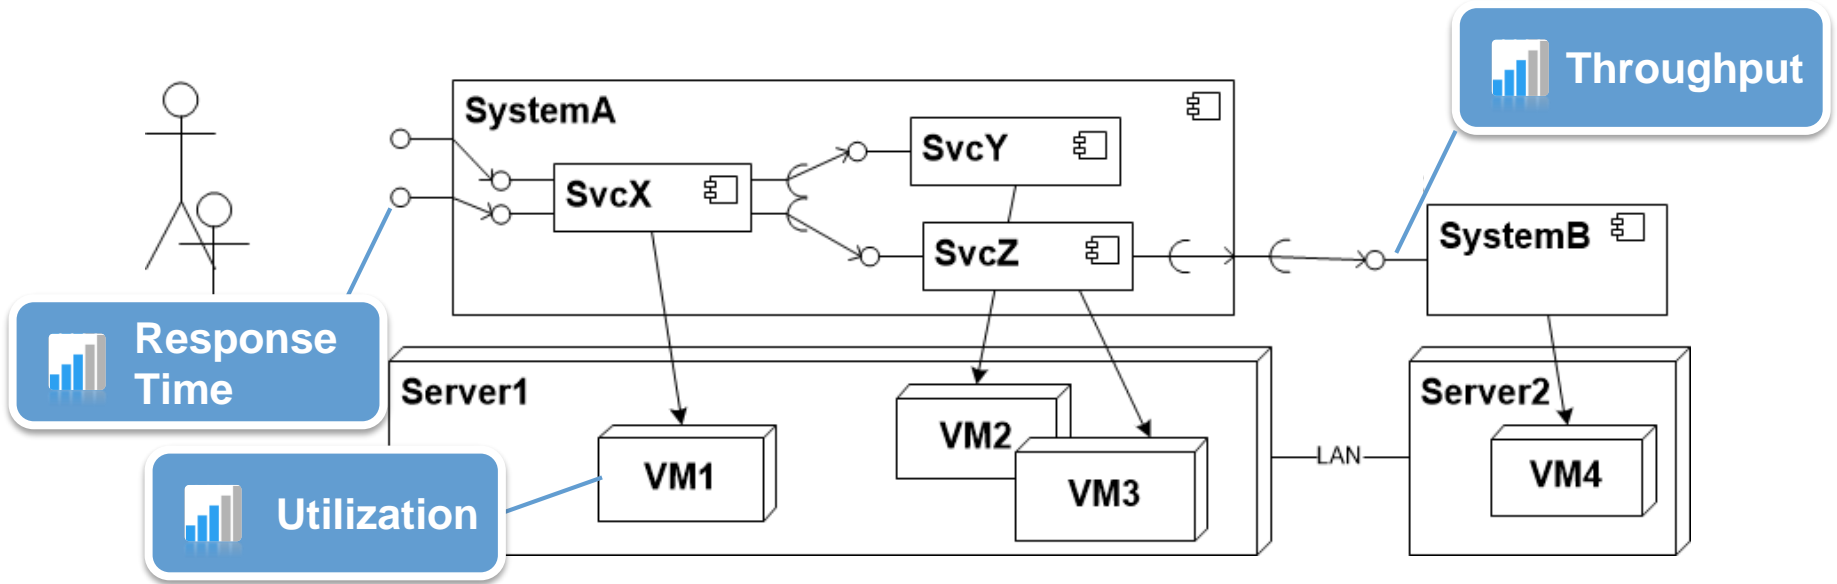 Throughput
SystemA
SvcY
SvcX
SvcZ
SystemB
Response
Time
Server1
Server2
VM2
LAN
VM1
VM3
VM4
Utilization